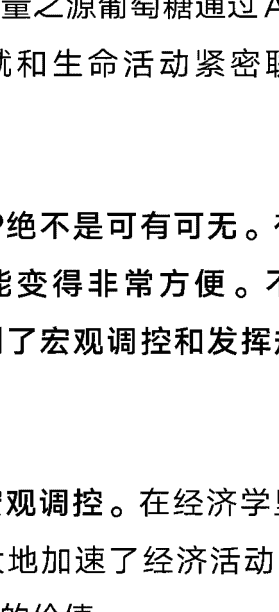 量之源葡萄糖通过A
就和生命活动紧密联
P绝不是可有可无。
能变得非常方便。不
了宏观调控和发挥
宏观调控。在经济学里
大地加速了经济活动
的价值